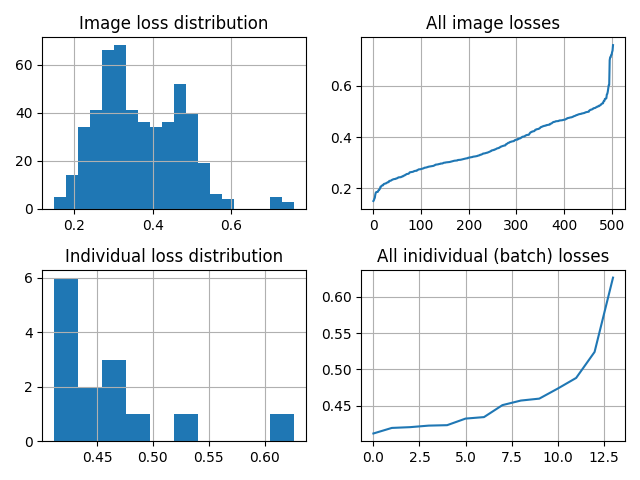 Image loss distribution
60
40
20
0
0.2 0.4 0.6
All image losses
0.6
0.4
0.2
0 100 200 300 400 500
Individual loss distribution
6
4
2
0
0.45 0.50 0.55 0.60
All inidividual (batch) losses
0.60
0.55
0.50
0.45
0.0 2.5 5.0 7.5 10.0 12.5